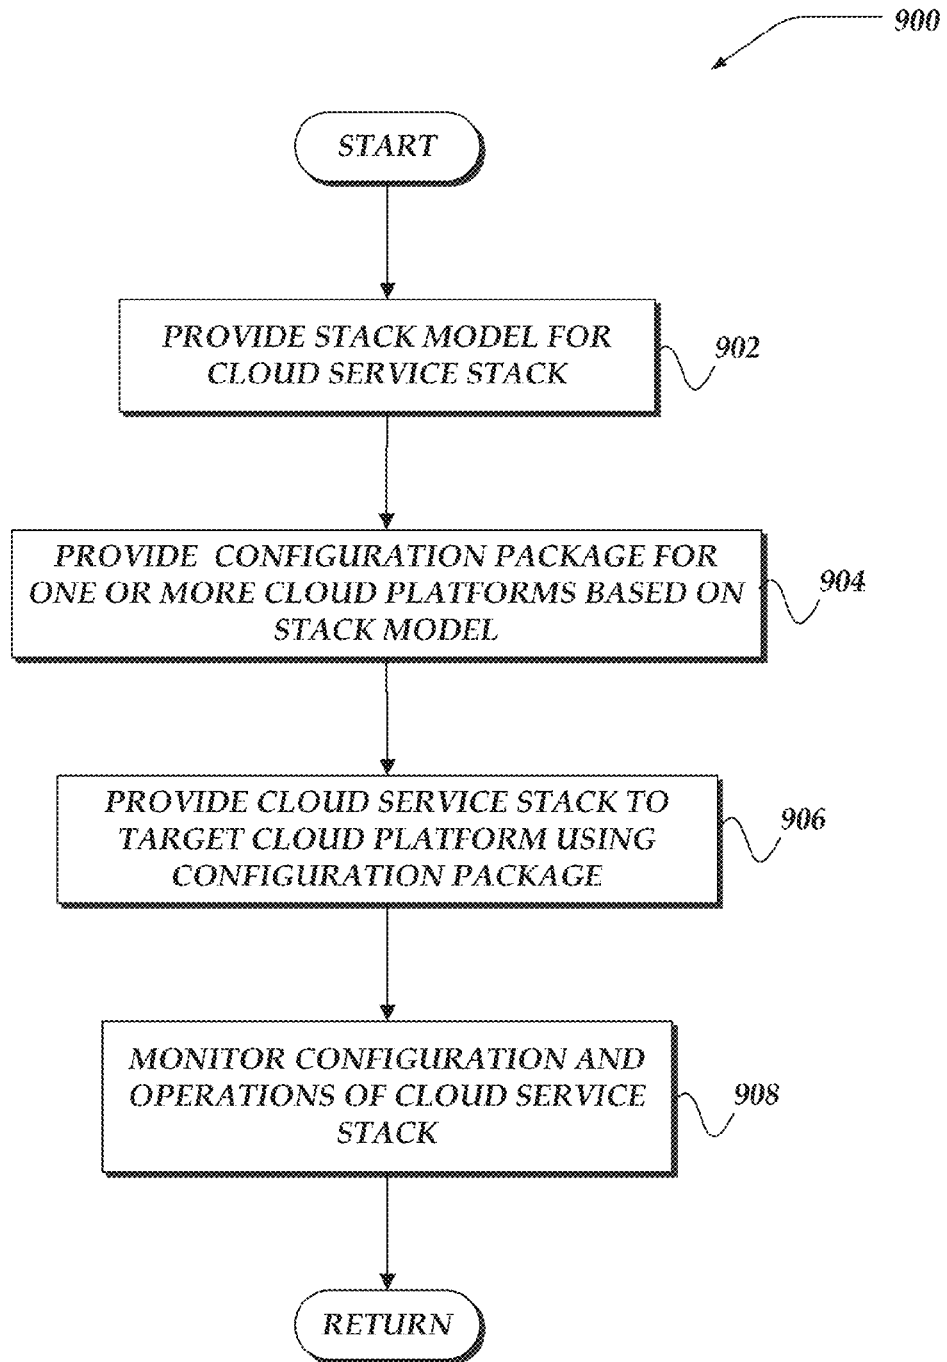 900
START
PROVIDE STACK MODEL FOR
CLOUD SERVICE STACK
902
PROVIDE CONFIGURATION PACKAGE FOR
ONE OR MORE CLOUD PLATFORMS BASED ON
STACK MODEL
904
PROVIDE CLOUD SERVICE STACK TO
TARGET CLOUD PLATFORM USING
CONFIGURATION PACKAGE
906
MONITOR CONFIGURATION AND
OPERATIONS OF CLOUD SERVICE
STACK
908
RETURN